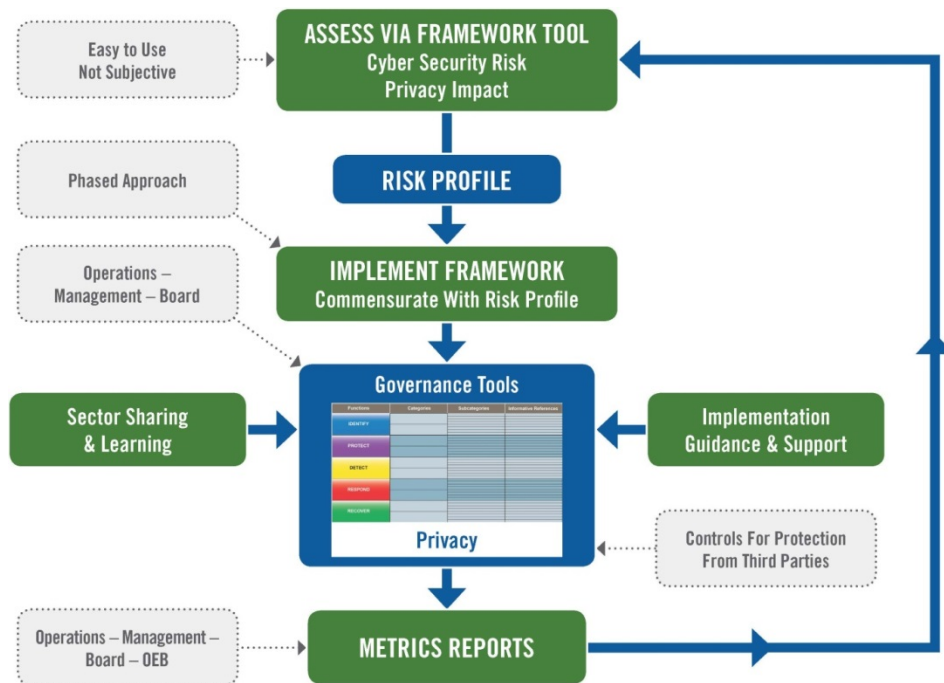 ASSESS VIA FRAMEWORK TOOL
Cyber Security Risk
Privacy Impact
Easy to Use
Not Subjective
RISK PROFILE
Phased Approach
IMPLEMENT FRAMEWORK
Commensurate With Risk Profile
Operations –
Management – Board
Governance Tools
Functions
Categories
Subcategories
Informative References
IDENTIFY
PROTECT
DETECT
RESPOND
RECOVER
Privacy
Sector Sharing
& Learning
Implementation
Guidance & Support
Controls For Protection
From Third Parties
Operations – Management –
Board – OEB
METRICS REPORTS